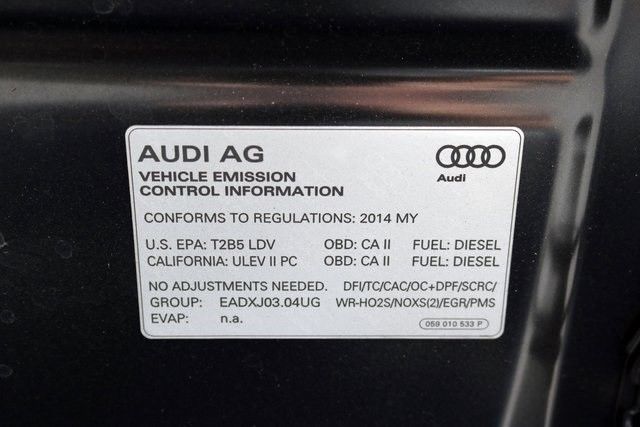 AUDI AG
Audi
VEHICLE EMISSION
CONTROL INFORMATION
CONFORMS TO REGULATIONS: 2014 MY
U.S. EPA: T2B5 LDV OBD: CA II FUEL: DIESEL
CALIFORNIA: ULEV II PC OBD: CA II FUEL: DIESEL
NO ADJUSTMENTS NEEDED. DFI/TC/CAC/OC+DPF/SCRC/
GROUP: EADXJ03.04UG WR-HO2S/NOXS(2)/EGR/PMS
EVAP: n.a.
059 010 533 P